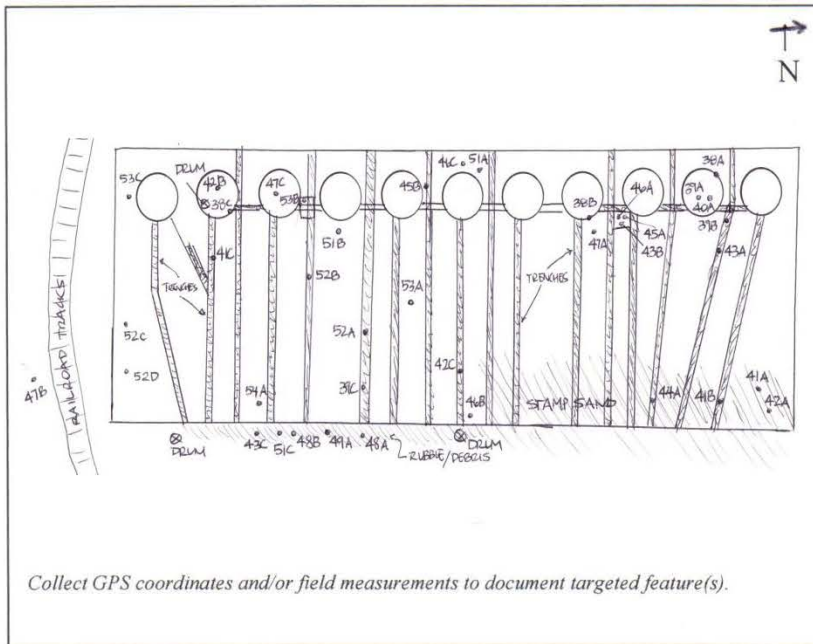 N
46C 51A
38A
53C DRUM 42B 47C 45B 46A 39A
38C 53B 38B 40A
39B
51B 47A 45A
43B 43A
41C
TRENCHES 52B TRENCHES
53A
52C 52A
RAILROAD TRACKS
47B 52D 42C 41A
54A 39C 46B STAMP SAND 44A 41B 42A
DRUM 43C 51C 48B 49A 48A DRUM
RUBBLE/DEBRIS
Collect GPS coordinates and/or field measurements to document targeted feature(s).